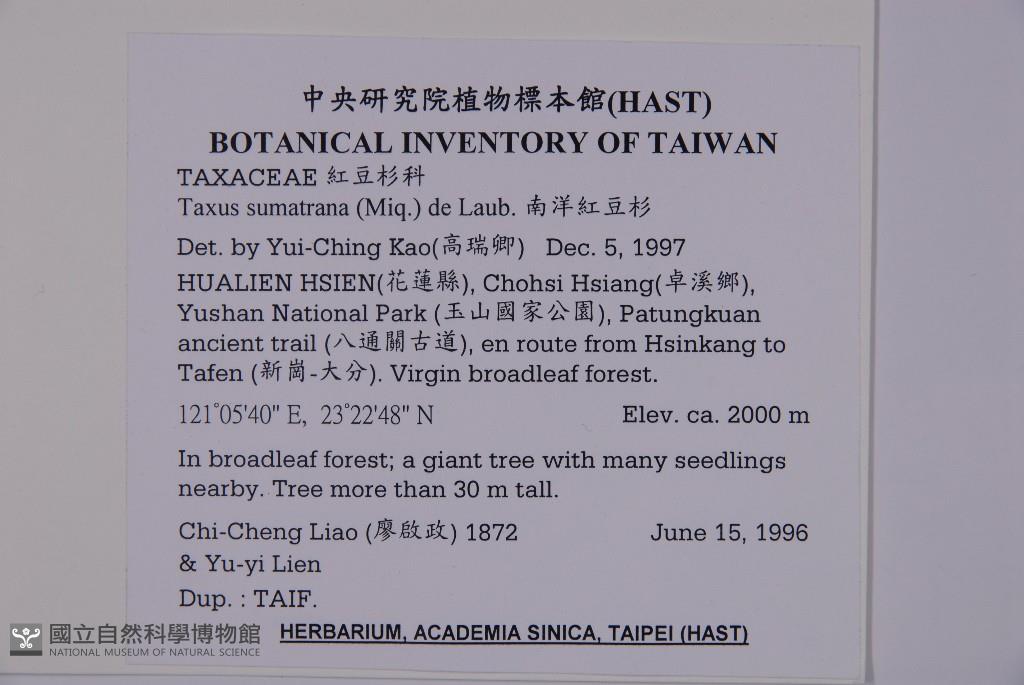 中央研究院植物標本館(HAST)
BOTANICAL INVENTORY OF TAIWAN
TAXACEAE 紅豆杉科
Taxus sumatrana (Miq.) de Laub. 南洋紅豆杉
Det. by Yui-Ching Kao(高瑞卿) Dec. 5, 1997
HUALIEN HSIEN(花蓮縣), Chohsi Hsiang(卓溪鄉),
Yushan National Park (玉山國家公園), Patungkuan
ancient trail (八通關古道), en route from Hsinkang to
Tafen (新崗-大分). Virgin broadleaf forest.
121°05'40" E, 23°22'48" N Elev. ca. 2000 m
In broadleaf forest; a giant tree with many seedlings
nearby. Tree more than 30 m tall.
Chi-Cheng Liao (廖啟政) 1872 June 15, 1996
& Yu-yi Lien
Dup. : TAIF.
HERBARIUM, ACADEMIA SINICA, TAIPEI (HAST)
國立自然科學博物館
NATIONAL MUSEUM OF NATURAL SCIENCE